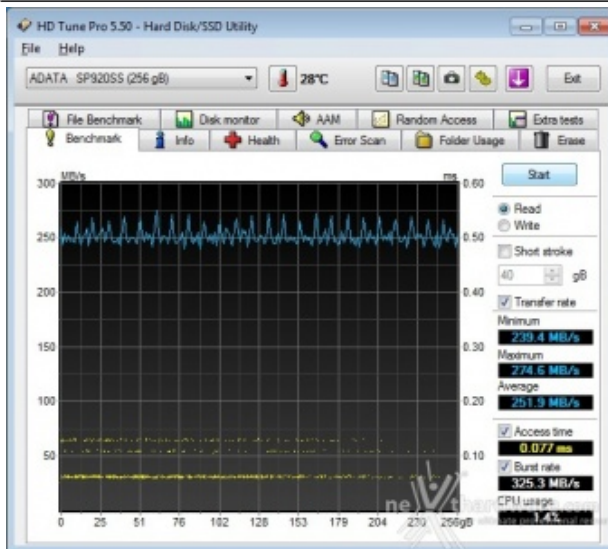 HD Tune Pro 5.50 - Hard Disk/SSD Utility
File Help
ADATA SP920SS (256 gB) 28°C Exit
File Benchmark Disk monitor AAM Random Access Extra tests
Benchmark Info Health Error Scan Folder Usage Erase
MB/s ms Start
300 0.60
Read
Write
250 0.50
Short stroke
40 gB
200 0.40
Transfer rate
Minimum
239.4 MB/s
150 0.30
Maximum
274.6 MB/s
Average
251.9 MB/s
100 0.20
Access time
0.077 ms
50 0.10
Burst rate
325.3 MB/s
CPU usage
1.4%
0 25 51 76 102 128 153 179 204 230 256gB